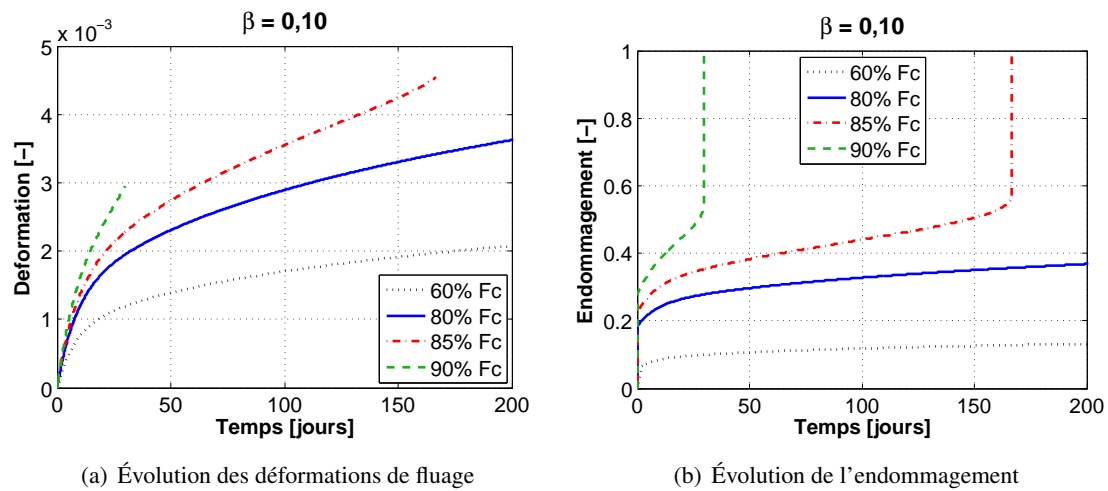 β = 0,10
x 10⁻³
5
4
3
2
1
0
Déformation [–]
60% Fc
80% Fc
85% Fc
90% Fc
0 50 100 150 200
Temps [jours]
(a) Évolution des déformations de fluage
β = 0,10
1
0.8
0.6
0.4
0.2
0
Endommagement [–]
60% Fc
80% Fc
85% Fc
90% Fc
0 50 100 150 200
Temps [jours]
(b) Évolution de l'endommagement